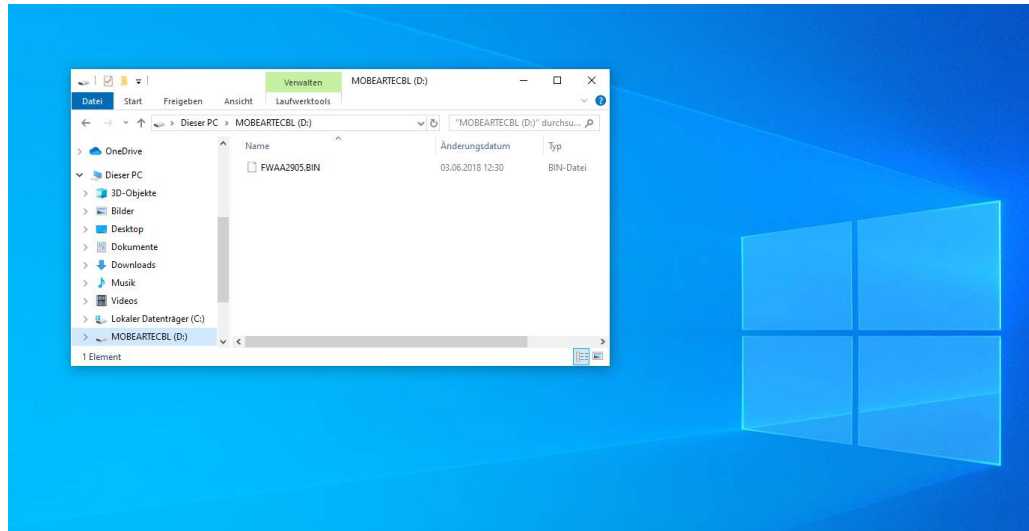 Verwalten MOBEARTECBL (D:)
Datei Start Freigeben Ansicht Laufwerktools
Dieser PC > MOBEARTECBL (D:) "MOBEARTECBL (D:)" durchsu...
Name Änderungsdatum Typ
OneDrive
FWAA2905.BIN 03.06.2018 12:30 BIN-Datei
Dieser PC
3D-Objekte
Bilder
Desktop
Dokumente
Downloads
Musik
Videos
Lokaler Datenträger (C:)
MOBEARTECBL (D:)
1 Element